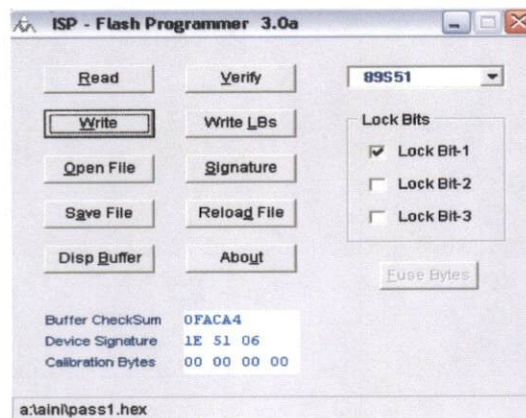 ISP - Flash Programmer 3.0a
Read
Verify
89S51
Write
Write LBs
Lock Bits
Lock Bit-1
Open File
Signature
Lock Bit-2
Save File
Reload File
Lock Bit-3
Disp Buffer
About
Fuse Bytes
Buffer CheckSum 0FACA4
Device Signature 1E 51 06
Calibration Bytes 00 00 00 00
a:\aini\pass1.hex